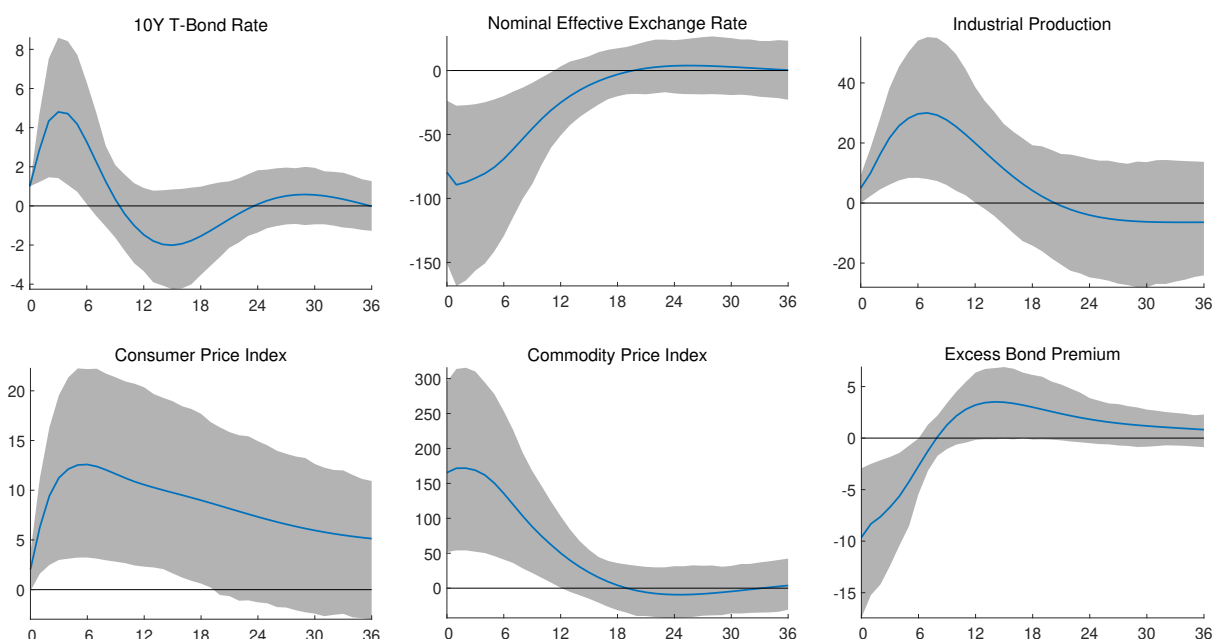 10Y T-Bond Rate
8
6
4
2
0
-2
-4
0 6 12 18 24 30 36
Nominal Effective Exchange Rate
0
-50
-100
-150
0 6 12 18 24 30 36
Industrial Production
40
20
0
-20
0 6 12 18 24 30 36
Consumer Price Index
20
15
10
5
0
0 6 12 18 24 30 36
Commodity Price Index
300
250
200
150
100
50
0
0 6 12 18 24 30 36
Excess Bond Premium
5
0
-5
-10
-15
0 6 12 18 24 30 36